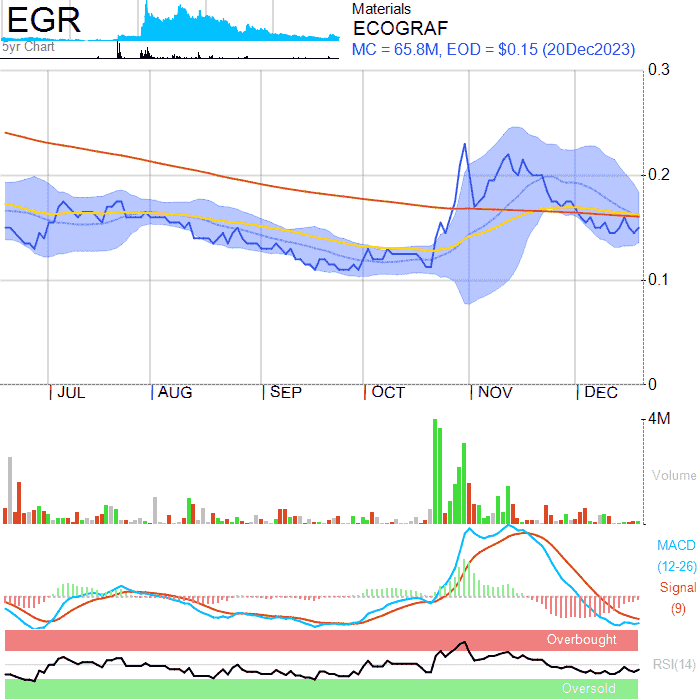 EGR
5yr Chart
Materials
ECOGRAF
MC = 65.8M, EOD = $0.15 (20Dec2023)
0.3
0.2
0.1
0
JUL AUG SEP OCT NOV DEC
4M
Volume
MACD
(12-26)
Signal
(9)
Overbought
RSI(14)
Oversold